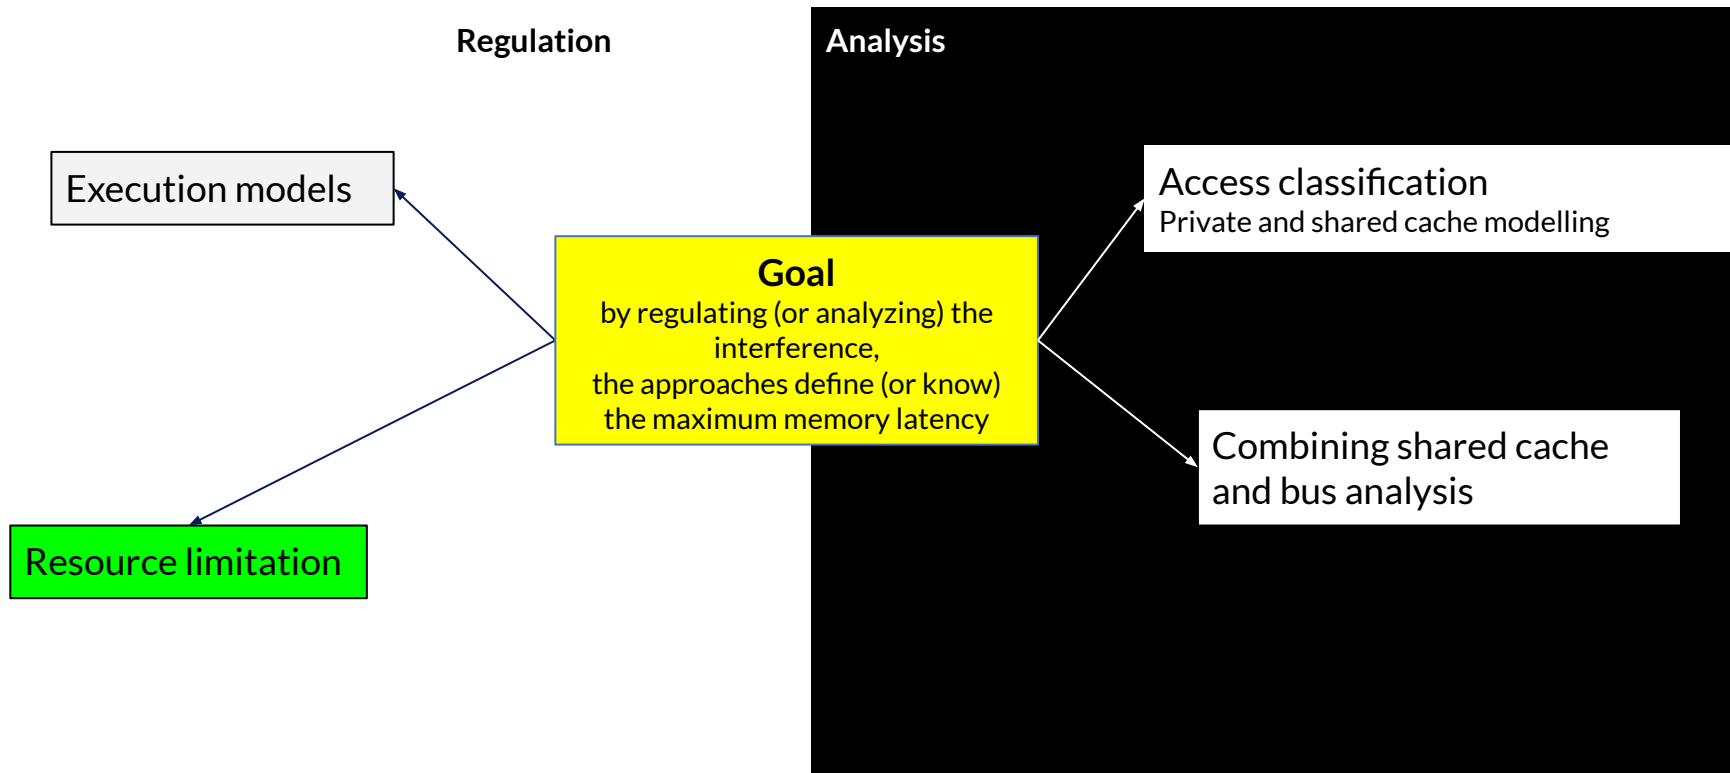 Regulation
Analysis
Execution models
Access classification
Private and shared cache modelling
Goal
by regulating (or analyzing) the
interference,
the approaches define (or know)
the maximum memory latency
Combining shared cache
and bus analysis
Resource limitation